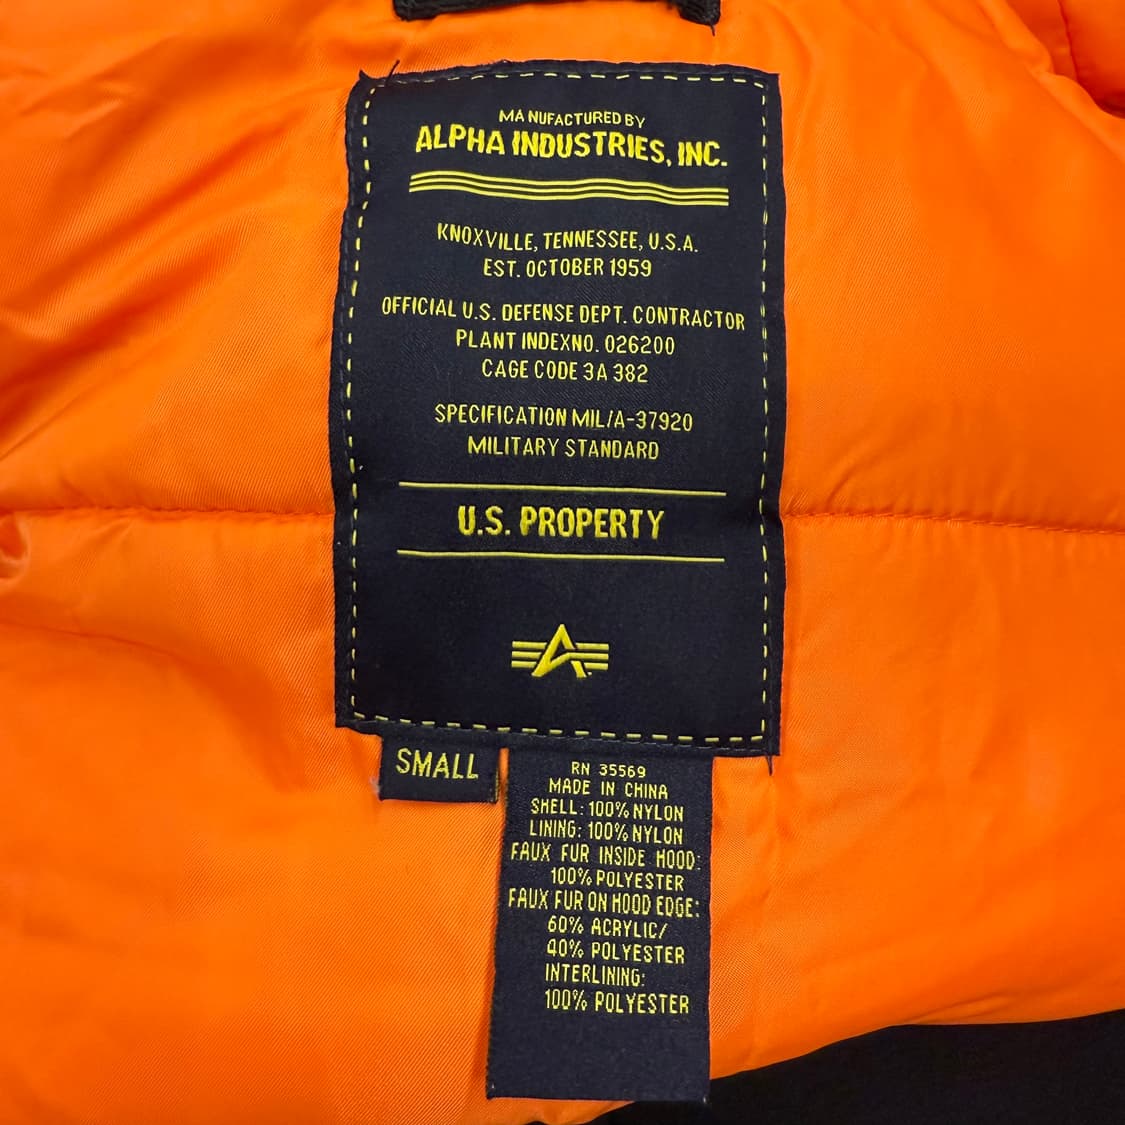 MANUFACTURED BY
ALPHA INDUSTRIES, INC.
KNOXVILLE, TENNESSEE, U.S.A.
EST. OCTOBER 1959
OFFICIAL U.S. DEFENSE DEPT. CONTRACTOR
PLANT INDEXNO. 026200
CAGE CODE 3A 382
SPECIFICATION MIL/A-37920
MILITARY STANDARD
U.S. PROPERTY
SMALL
RN 35569
MADE IN CHINA
SHELL: 100% NYLON
LINING: 100% NYLON
FAUX FUR INSIDE HOOD:
100% POLYESTER
FAUX FUR ON HOOD EDGE:
60% ACRYLIC/
40% POLYESTER
INTERLINING:
100% POLYESTER